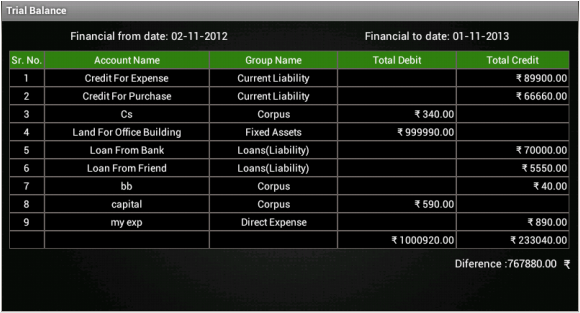 Trial Balance
Financial from date: 02-11-2012 Financial to date: 01-11-2013
Sr. No. Account Name Group Name Total Debit Total Credit
1 Credit For Expense Current Liability ₹ 89900.00
2 Credit For Purchase Current Liability ₹ 66660.00
3 Cs Corpus ₹ 340.00
4 Land For Office Building Fixed Assets ₹ 999990.00
5 Loan From Bank Loans(Liability) ₹ 70000.00
6 Loan From Friend Loans(Liability) ₹ 5550.00
7 bb Corpus ₹ 40.00
8 capital Corpus ₹ 590.00
9 my exp Direct Expense ₹ 890.00
₹ 1000920.00 ₹ 233040.00
Diference :767880.00 ₹